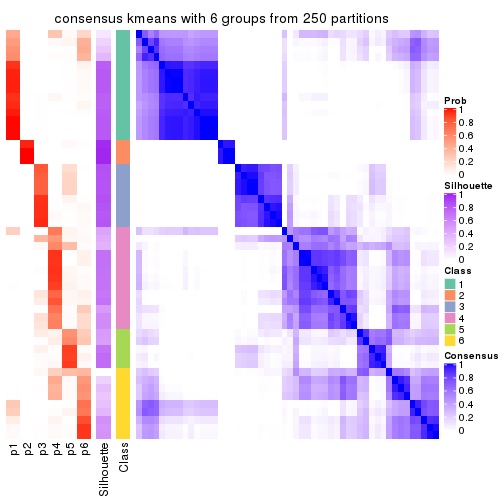 consensus kmeans with 6 groups from 250 partitions
Prob
1
0.8
0.6
0.4
0.2
0
Silhouette
1
0.8
0.6
0.4
0.2
0
Class
1
2
3
4
5
6
Consensus
1
0.8
0.6
0.4
0.2
0
p1
p2
p3
p4
p5
p6
Silhouette
Class